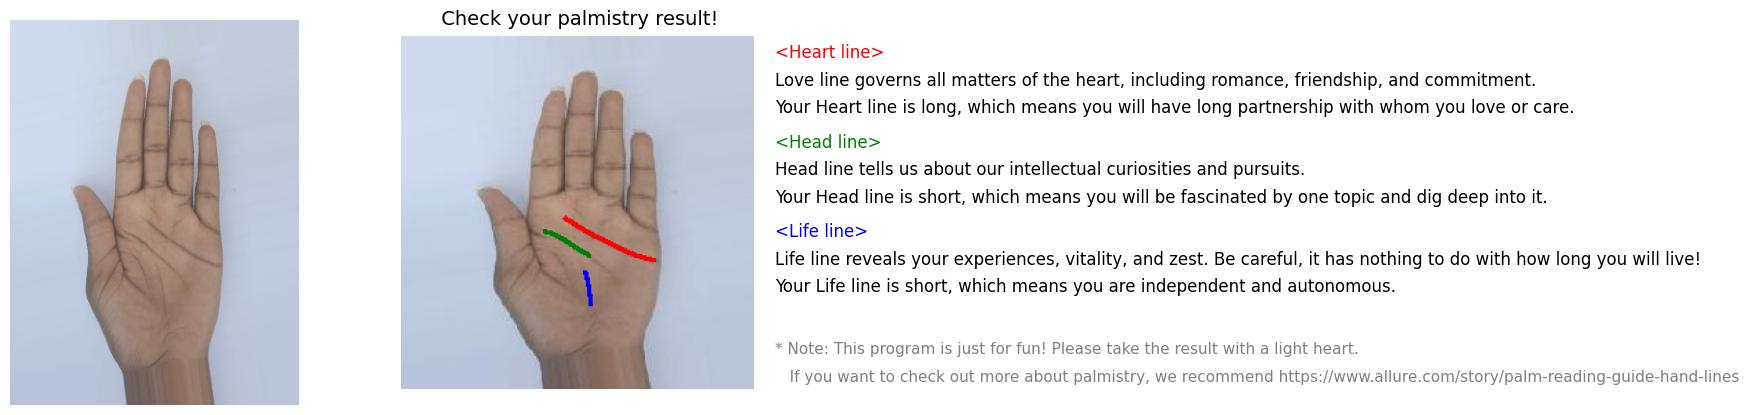 Check your palmistry result!
<Heart line>
Love line governs all matters of the heart, including romance, friendship, and commitment.
Your Heart line is long, which means you will have long partnership with whom you love or care.
<Head line>
Head line tells us about our intellectual curiosities and pursuits.
Your Head line is short, which means you will be fascinated by one topic and dig deep into it.
<Life line>
Life line reveals your experiences, vitality, and zest. Be careful, it has nothing to do with how long you will live!
Your Life line is short, which means you are independent and autonomous.
* Note: This program is just for fun! Please take the result with a light heart.
If you want to check out more about palmistry, we recommend https://www.allure.com/story/palm-reading-guide-hand-lines